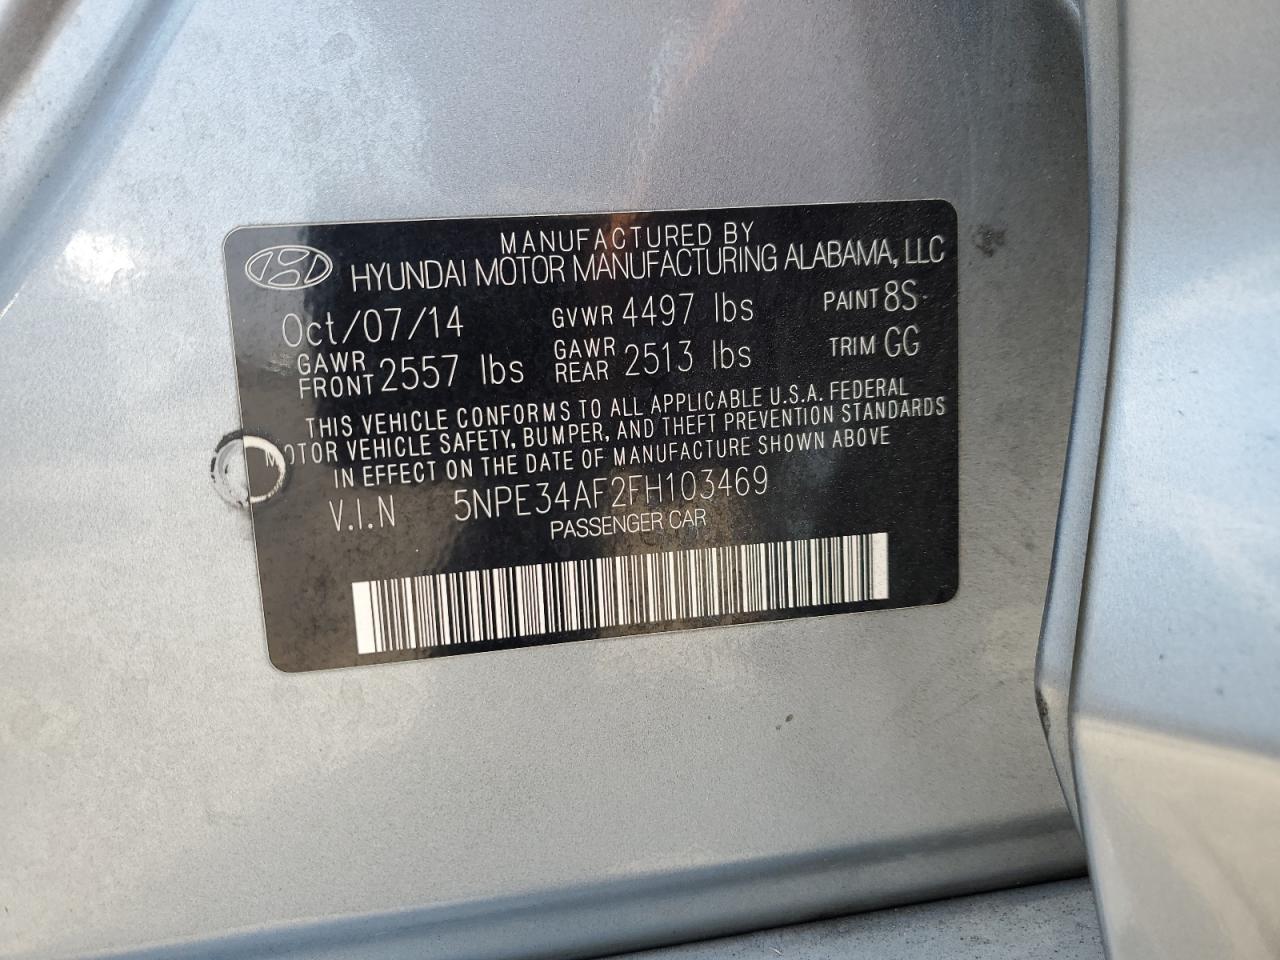 MANUFACTURED BY
HYUNDAI MOTOR MANUFACTURING ALABAMA, LLC
Oct/07/14 GVWR 4497 lbs PAINT 8S
GAWR FRONT 2557 lbs GAWR REAR 2513 lbs TRIM GG
THIS VEHICLE CONFORMS TO ALL APPLICABLE U.S.A. FEDERAL
MOTOR VEHICLE SAFETY, BUMPER, AND THEFT PREVENTION STANDARDS
IN EFFECT ON THE DATE OF MANUFACTURE SHOWN ABOVE
V.I.N 5NPE34AF2FH103469
PASSENGER CAR